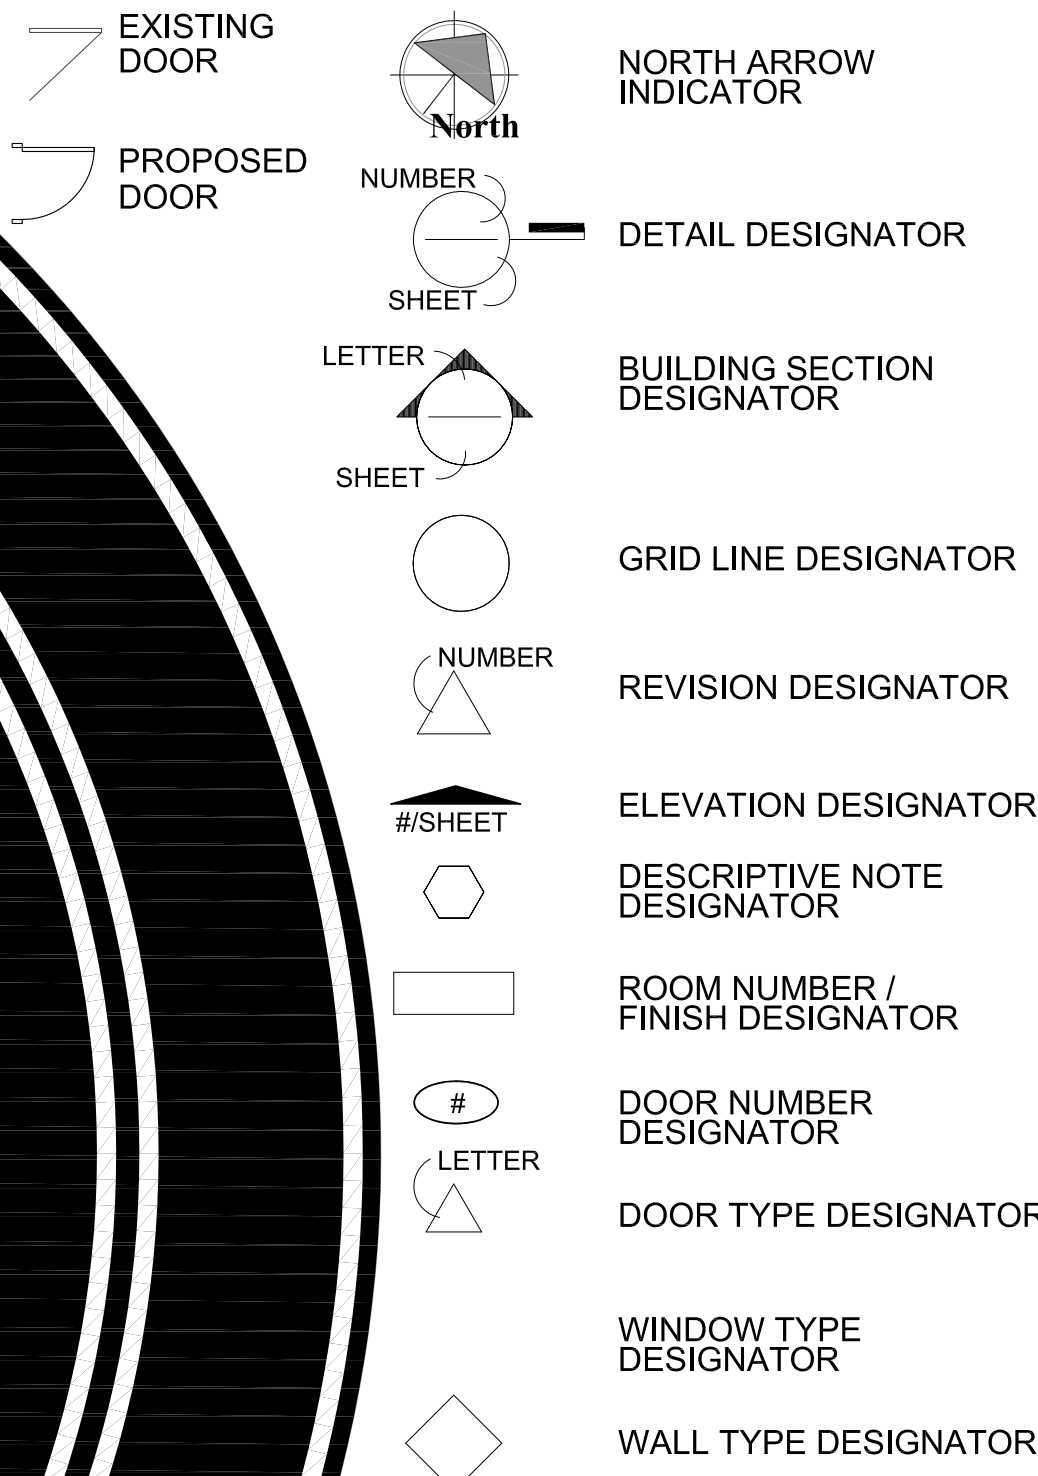 EXISTING
DOOR
PROPOSED
DOOR
North
NORTH ARROW
INDICATOR
NUMBER
SHEET
DETAIL DESIGNATOR
LETTER
SHEET
BUILDING SECTION
DESIGNATOR
GRID LINE DESIGNATOR
NUMBER
REVISION DESIGNATOR
#/SHEET
ELEVATION DESIGNATOR
DESCRIPTIVE NOTE
DESIGNATOR
ROOM NUMBER /
FINISH DESIGNATOR
#
DOOR NUMBER
DESIGNATOR
LETTER
DOOR TYPE DESIGNATOR
WINDOW TYPE
DESIGNATOR
WALL TYPE DESIGNATOR